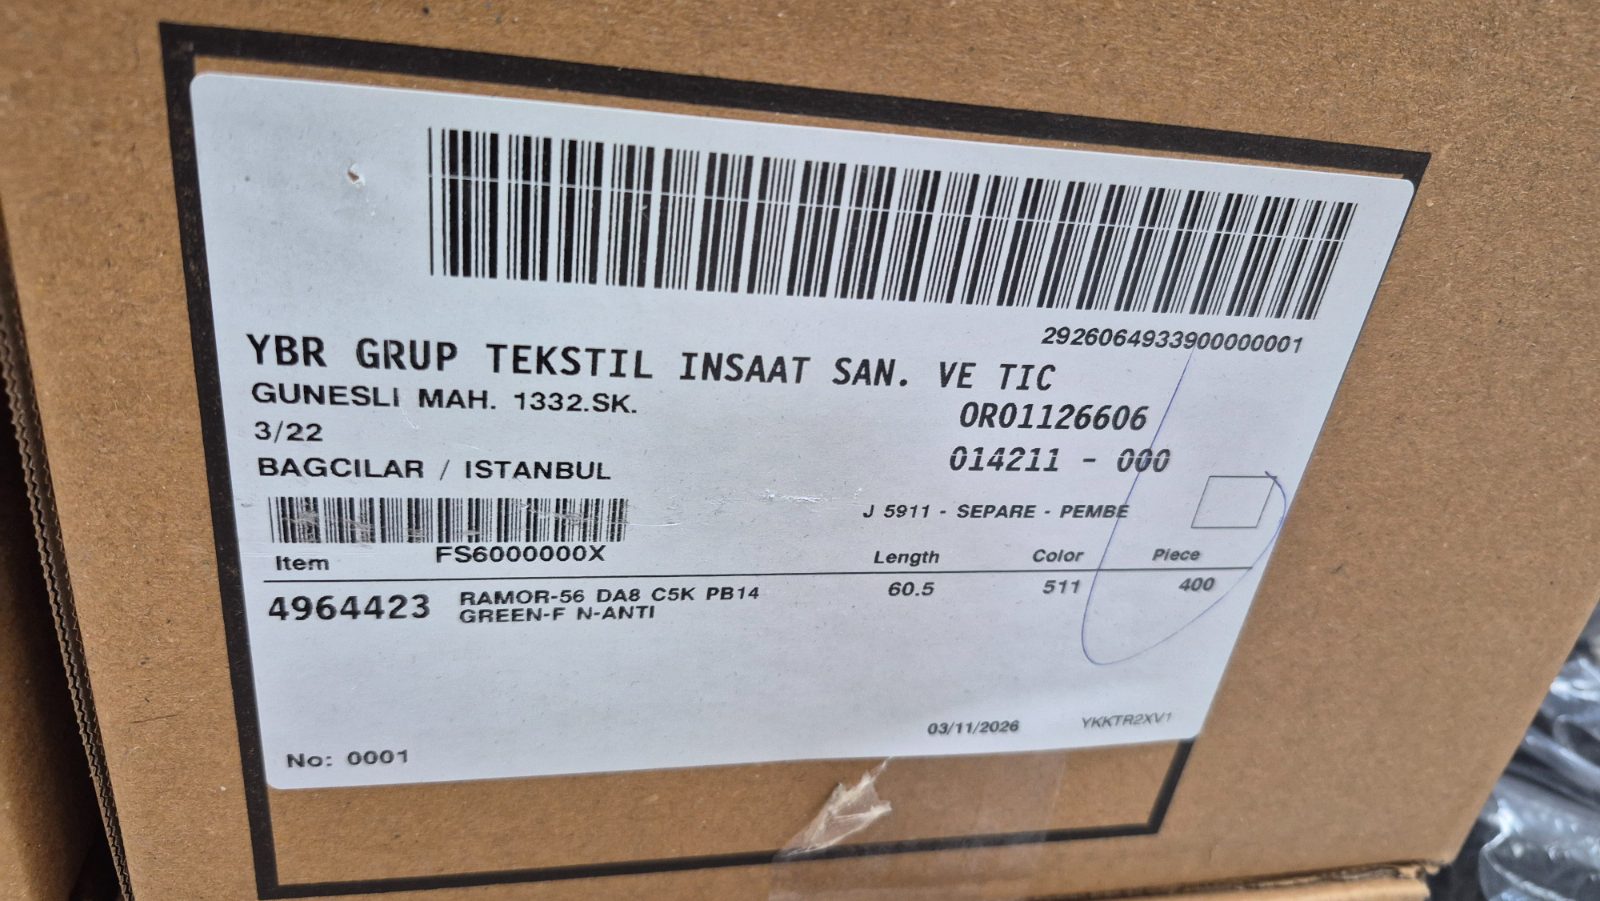 2926064933900000001
YBR GRUP TEKSTIL INSAAT SAN. VE TIC
GUNESLI MAH. 1332.SK.
OR01126606
3/22
014211 - 000
BAGCILAR / ISTANBUL
J 5911 - SEPARE - PEMBE
FS6000000X
Item Length Color Piece
4964423 RAMOR-56 DA8 C5K PB14 60.5 511 400
GREEN-F N-ANTI
03/11/2026 YKKTR2XV1
No: 0001